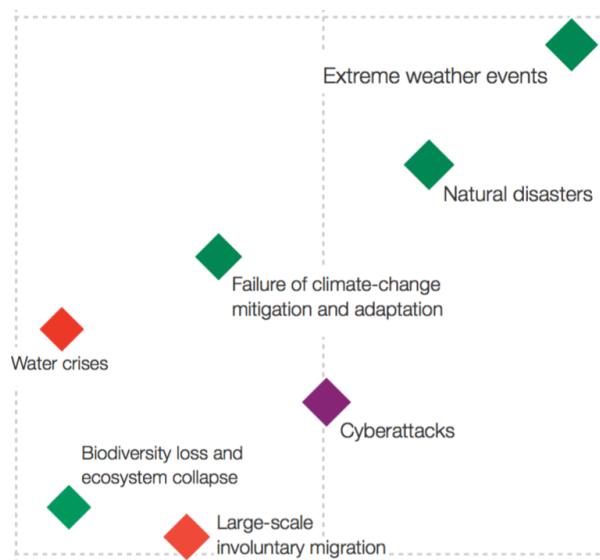 Extreme weather events
Natural disasters
Failure of climate-change
mitigation and adaptation
Water crises
Cyberattacks
Biodiversity loss and
ecosystem collapse
Large-scale
involuntary migration